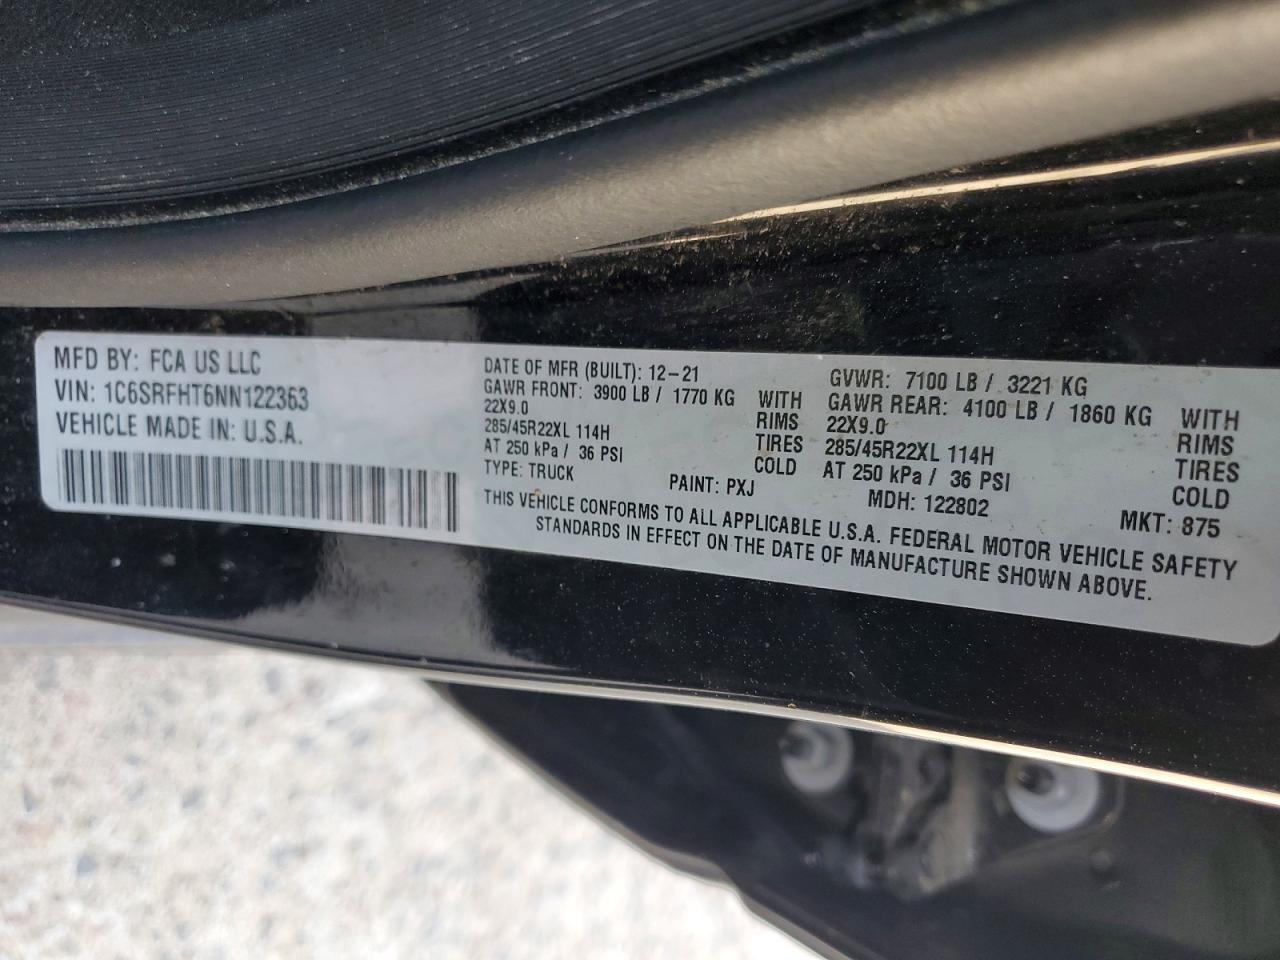 MFD BY: FCA US LLC
VIN: 1C6SRFHT6NN122363
VEHICLE MADE IN: U.S.A.
DATE OF MFR (BUILT): 12-21
GAWR FRONT: 3900 LB / 1770 KG WITH
22X9.0 RIMS
285/45R22XL 114H TIRES
AT 250 kPa / 36 PSI COLD
TYPE: TRUCK
PAINT: PXJ
GVWR: 7100 LB / 3221 KG
GAWR REAR: 4100 LB / 1860 KG WITH
22X9.0 RIMS
285/45R22XL 114H TIRES
AT 250 kPa / 36 PSI COLD
MDH: 122802
MKT: 875
THIS VEHICLE CONFORMS TO ALL APPLICABLE U.S.A. FEDERAL MOTOR VEHICLE SAFETY
STANDARDS IN EFFECT ON THE DATE OF MANUFACTURE SHOWN ABOVE.